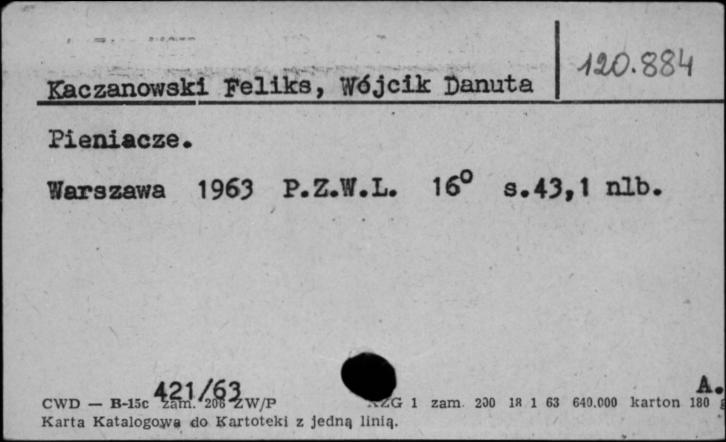 120.884
Kaczanowski Feliks, Wójcik Danuta
Pieniacze.
Warszawa 1963 P.Z.W.L. 16° s.43,1 nlb.
421/63
A.
CWD — B-15c zam. 206 ZW/P KZG 1 zam. 200 18 1 63 640.000 karton 180 g
Karta Katalogowa do Kartoteki z jedną linią.